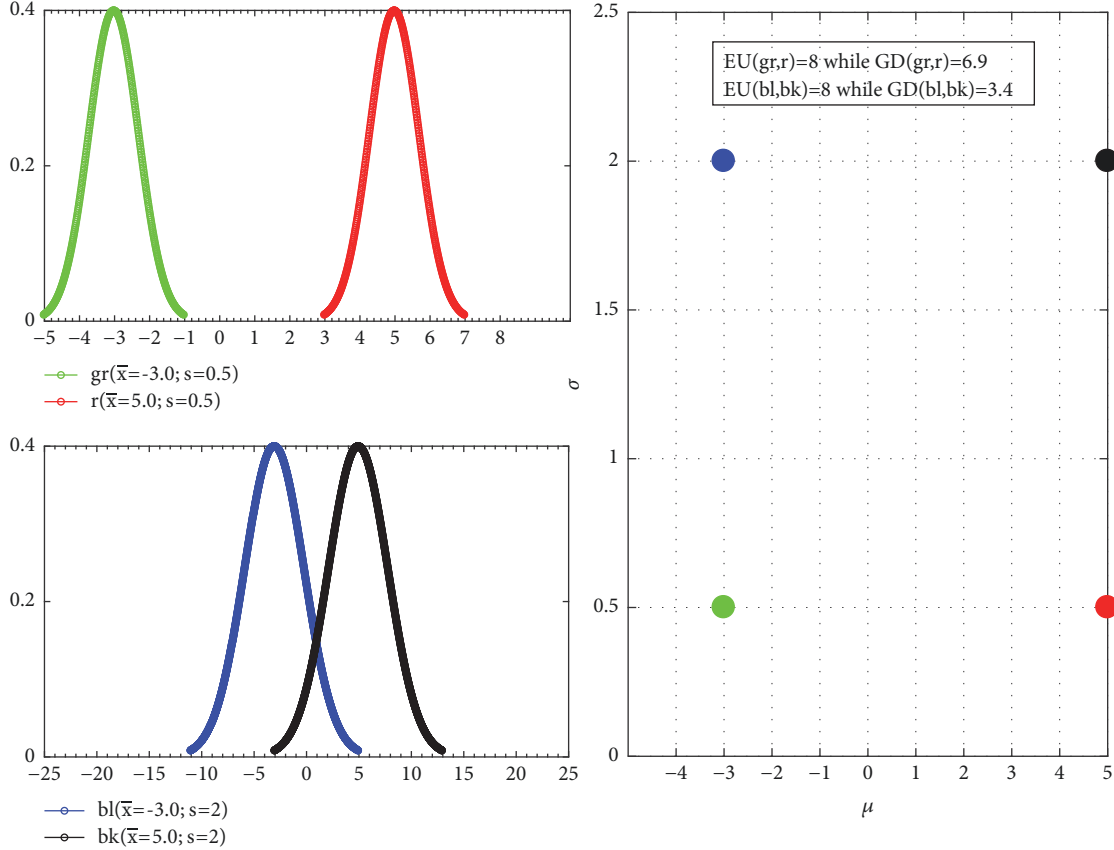 0.4
0.2
0
−5 −4 −3 −2 −1 0 1 2 3 4 5 6 7 8
gr(x̅=-3.0; s=0.5)
r(x̅=5.0; s=0.5)
0.4
0.2
0
−25 −20 −15 −10 −5 0 5 10 15 20 25
bl(x̅=-3.0; s=2)
bk(x̅=5.0; s=2)
2.5
2
1.5
1
0.5
0
σ
EU(gr,r)=8 while GD(gr,r)=6.9
EU(bl,bk)=8 while GD(bl,bk)=3.4
−4 −3 −2 −1 0 1 2 3 4 5
μ